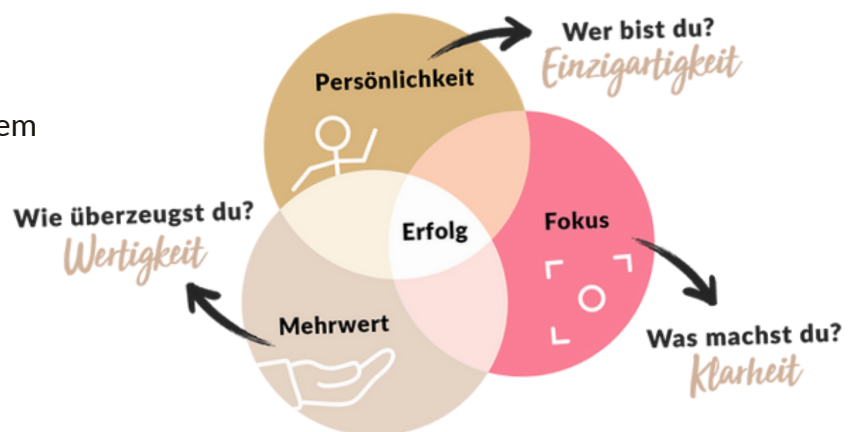 Wer bist du?
Einzigartigkeit
Persönlichkeit
em
Wie überzeugst du?
Wertigkeit
Erfolg
Fokus
Mehrwert
Was machst du?
Klarheit